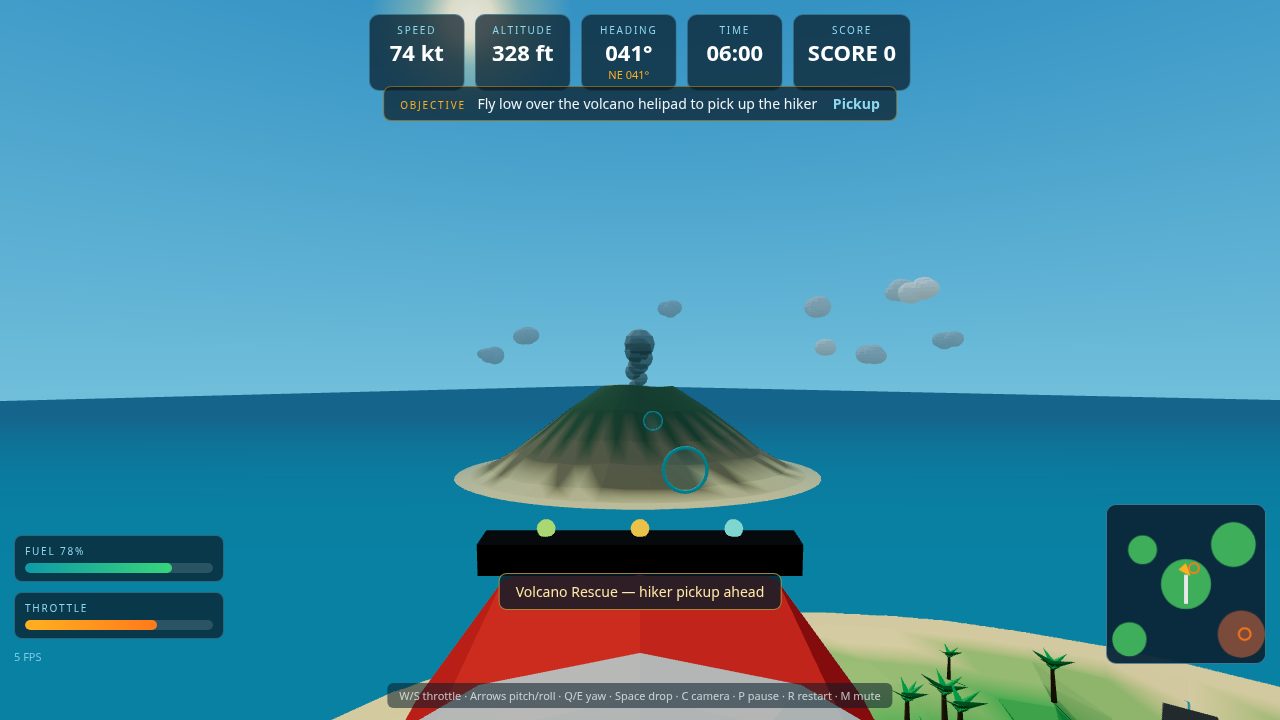 SPEED
74 kt
ALTITUDE
328 ft
HEADING
041°
NE 041°
TIME
06:00
SCORE
SCORE 0
OBJECTIVE Fly low over the volcano helipad to pick up the hiker Pickup
FUEL 78%
THROTTLE
5 FPS
Volcano Rescue — hiker pickup ahead
W/S throttle · Arrows pitch/roll · Q/E yaw · Space drop · C camera · P pause · R restart · M mute